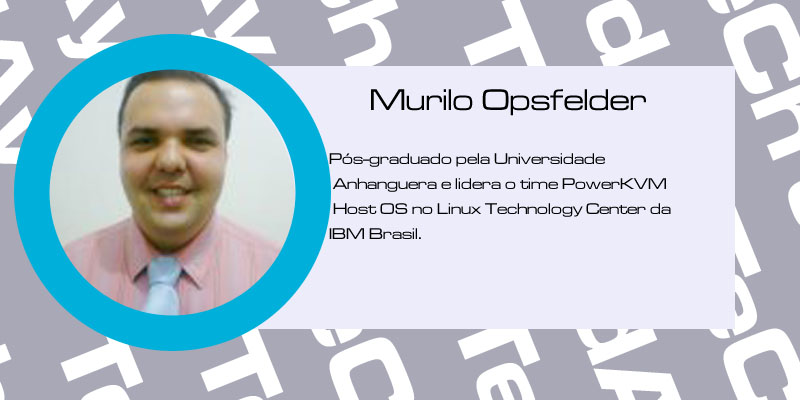 Murilo Opsfelder
Pós-graduado pela Universidade
Anhanguera e lidera o time PowerKVM
Host OS no Linux Technology Center da
IBM Brasil.